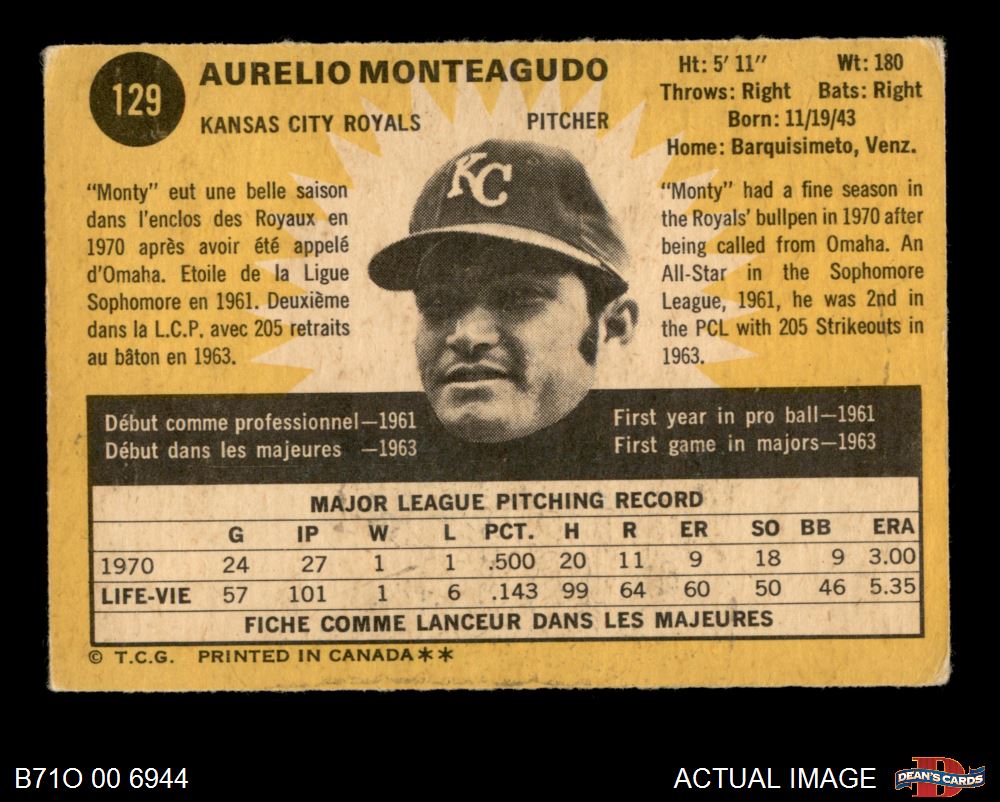 129
AURELIO MONTEAGUDO
KANSAS CITY ROYALS PITCHER
Ht: 5' 11" Wt: 180
Throws: Right Bats: Right
Born: 11/19/43
Home: Barquisimeto, Venz.
KC
"Monty" eut une belle saison
dans l'enclos des Royaux en
1970 après avoir été appelé
d'Omaha. Etoile de la Ligue
Sophomore en 1961. Deuxième
dans la L.C.P. avec 205 retraits
au bâton en 1963.
"Monty" had a fine season in
the Royals' bullpen in 1970 after
being called from Omaha. An
All-Star in the Sophomore
League, 1961, he was 2nd in
the PCL with 205 Strikeouts in
1963.
Début comme professionnel—1961
Début dans les majeures —1963
First year in pro ball—1961
First game in majors—1963
MAJOR LEAGUE PITCHING RECORD
G IP W L PCT. H R ER SO BB ERA
1970 24 27 1 1 .500 20 11 9 18 9 3.00
LIFE-VIE 57 101 1 6 .143 99 64 60 50 46 5.35
FICHE COMME LANCEUR DANS LES MAJEURES
© T.C.G. PRINTED IN CANADA**
B71O 00 6944
ACTUAL IMAGE
D
DEAN'S CARDS